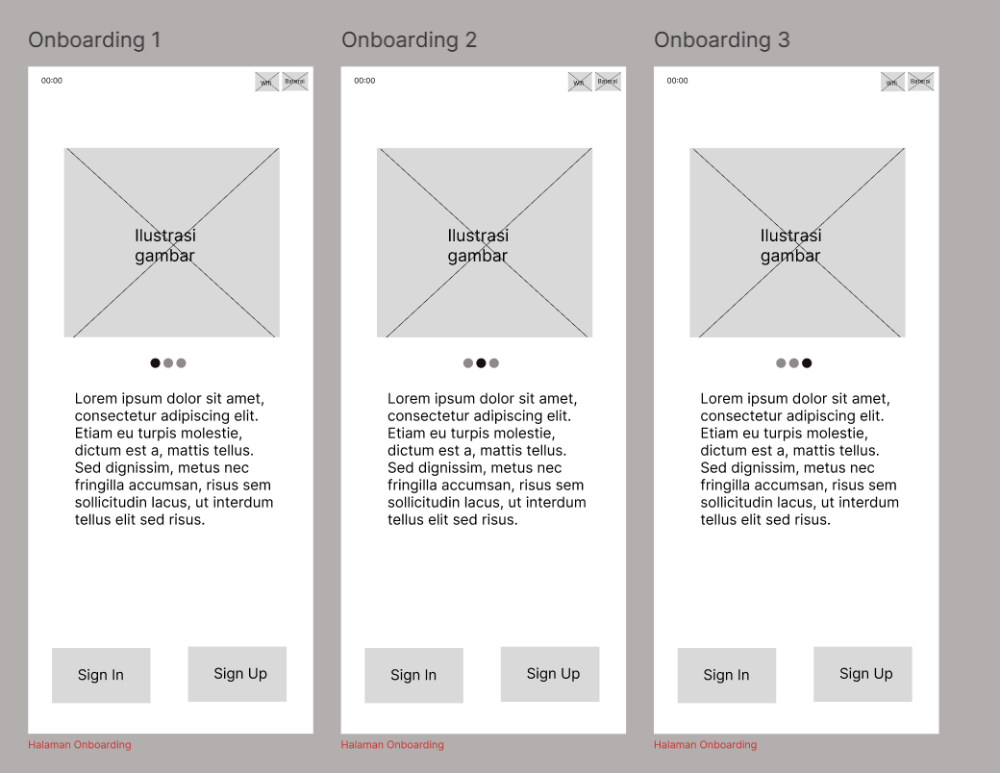 Onboarding 1
00:00
Wifi
Baterai
Ilustrasi
gambar
Lorem ipsum dolor sit amet,
consectetur adipiscing elit.
Etiam eu turpis molestie,
dictum est a, mattis tellus.
Sed dignissim, metus nec
fringilla accumsan, risus sem
sollicitudin lacus, ut interdum
tellus elit sed risus.
Sign In
Sign Up
Halaman Onboarding
Onboarding 2
00:00
Wifi
Baterai
Ilustrasi
gambar
Lorem ipsum dolor sit amet,
consectetur adipiscing elit.
Etiam eu turpis molestie,
dictum est a, mattis tellus.
Sed dignissim, metus nec
fringilla accumsan, risus sem
sollicitudin lacus, ut interdum
tellus elit sed risus.
Sign In
Sign Up
Halaman Onboarding
Onboarding 3
00:00
Wifi
Baterai
Ilustrasi
gambar
Lorem ipsum dolor sit amet,
consectetur adipiscing elit.
Etiam eu turpis molestie,
dictum est a, mattis tellus.
Sed dignissim, metus nec
fringilla accumsan, risus sem
sollicitudin lacus, ut interdum
tellus elit sed risus.
Sign In
Sign Up
Halaman Onboarding